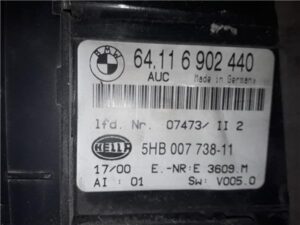 BMW
64.11 6 902 440
AUC Made in Germany
lfd. Nr. 07473/ II 2
HELLA 5HB 007 738-11
17/00 E.-NR:E 3609.M
AI : 01 SW: V005.0